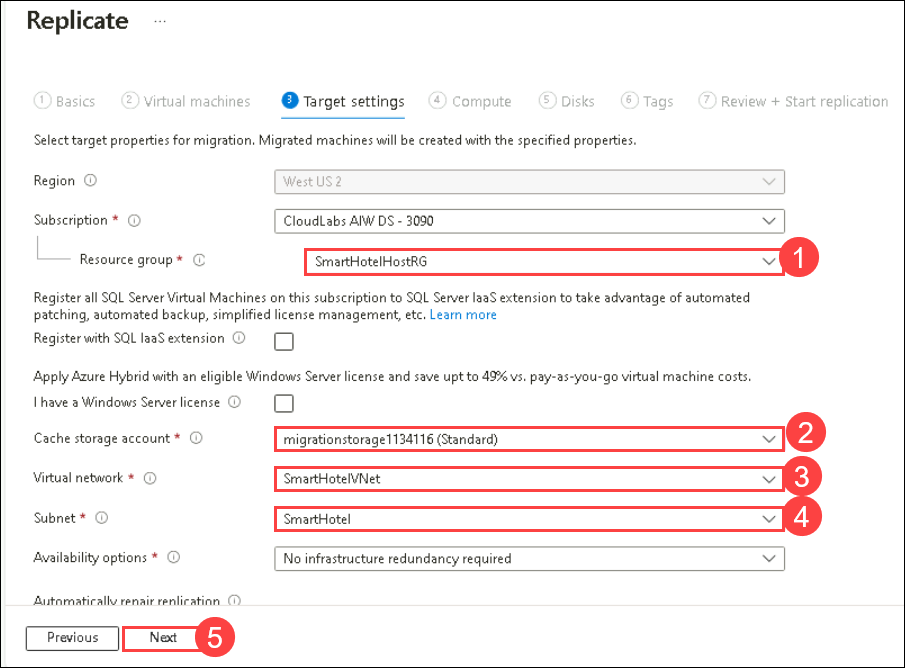 Replicate ...
1 Basics 2 Virtual machines 3 Target settings 4 Compute 5 Disks 6 Tags 7 Review + Start replication
Select target properties for migration. Migrated machines will be created with the specified properties.
Region West US 2
Subscription * CloudLabs AIW DS - 3090
Resource group * SmartHotelHostRG 1
Register all SQL Server Virtual Machines on this subscription to SQL Server IaaS extension to take advantage of automated
patching, automated backup, simplified license management, etc. Learn more
Register with SQL IaaS extension
Apply Azure Hybrid with an eligible Windows Server license and save upt to 49% vs. pay-as-you-go virtual machine costs.
I have a Windows Server license
Cache storage account * migrationstorage1134116 (Standard) 2
Virtual network * SmartHotelVNet 3
Subnet * SmartHotel 4
Availability options * No infrastructure redundancy required
Automatically repair replication
Previous Next 5